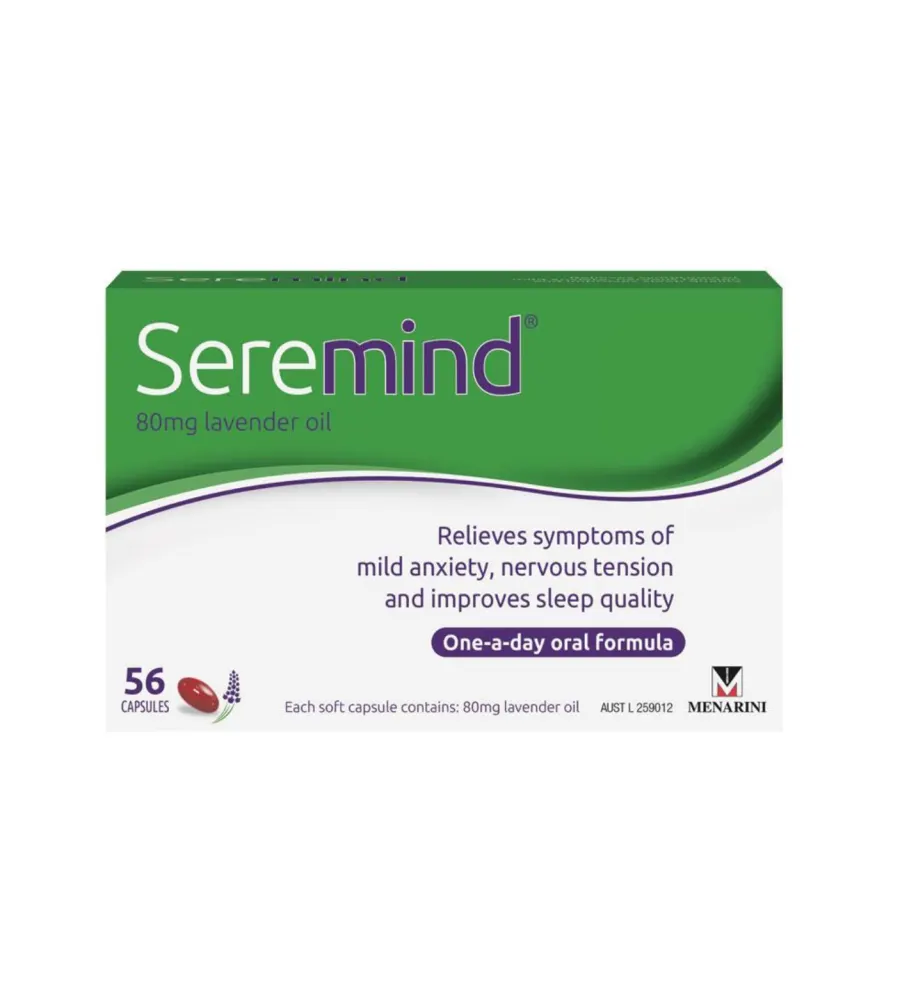 Seremind®
80mg lavender oil
Relieves symptoms of
mild anxiety, nervous tension
and improves sleep quality
One-a-day oral formula
56
CAPSULES
Each soft capsule contains: 80mg lavender oil
AUST L 259012
MENARINI